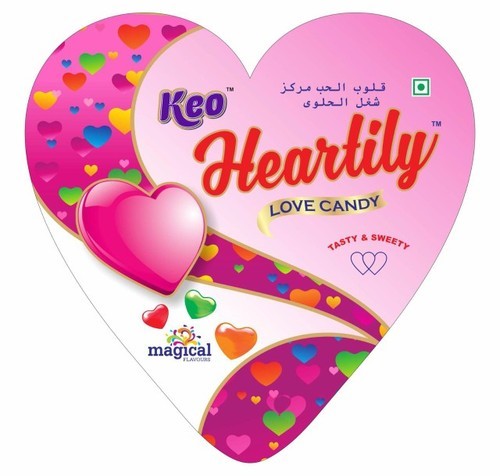 Keo™
قلوب الحب مركز
شغل الحلوى
Heartily™
LOVE CANDY
TASTY & SWEETY
magical
FLAVOURS